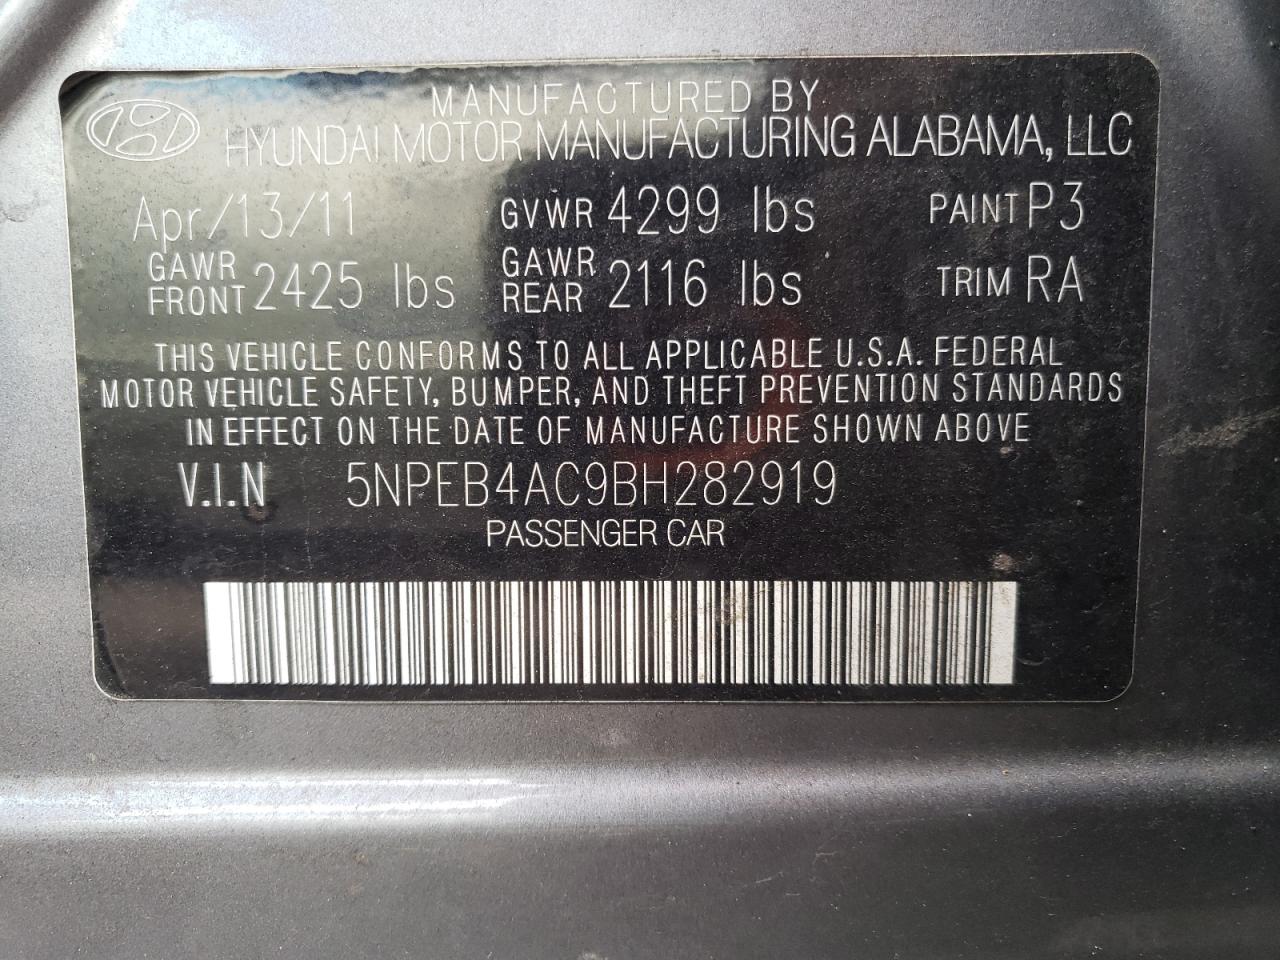 MANUFACTURED BY
HYUNDAI MOTOR MANUFACTURING ALABAMA, LLC
Apr/13/11 GVWR 4299 lbs PAINT P3
GAWR FRONT 2425 lbs GAWR REAR 2116 lbs TRIM RA
THIS VEHICLE CONFORMS TO ALL APPLICABLE U.S.A. FEDERAL
MOTOR VEHICLE SAFETY, BUMPER, AND THEFT PREVENTION STANDARDS
IN EFFECT ON THE DATE OF MANUFACTURE SHOWN ABOVE
V.I.N 5NPEB4AC9BH282919
PASSENGER CAR